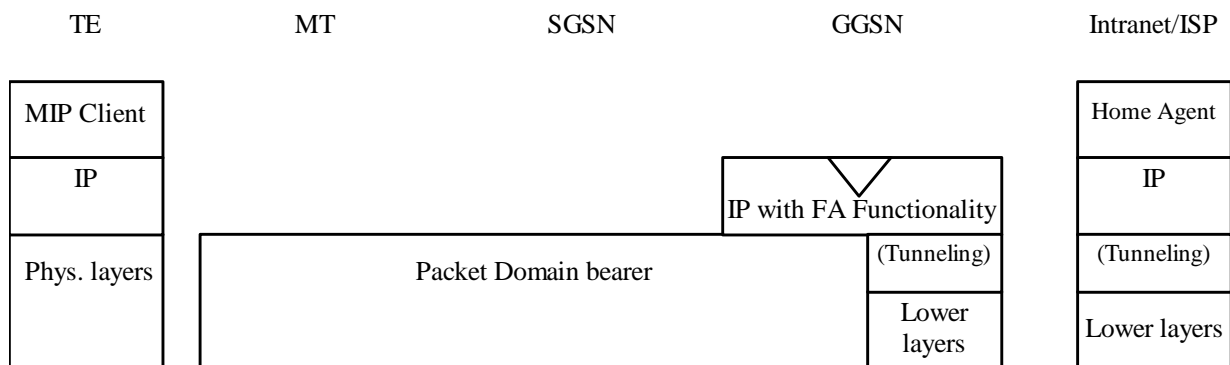 TE MT SGSN GGSN Intranet/ISP
MIP Client Home Agent
IP IP
IP with FA Functionality
Phys. layers Packet Domain bearer (Tunneling) (Tunneling)
Lower
layers
Lower layers